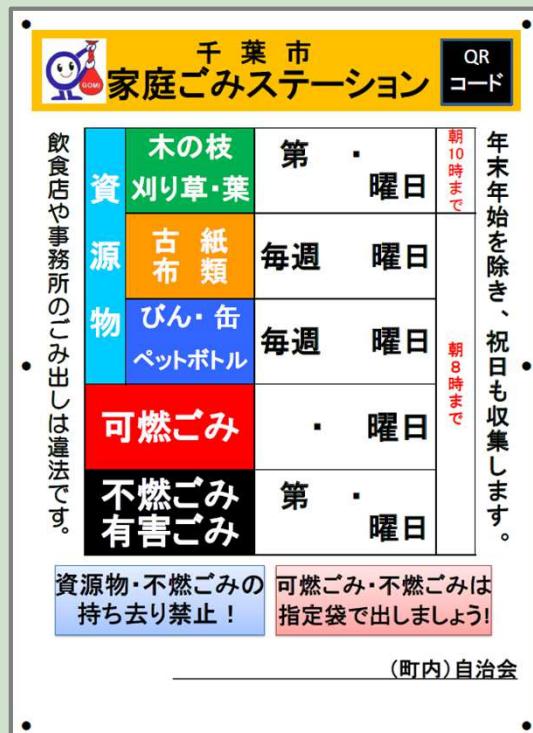 千葉市
家庭ごみステーション
GOMI
QR
コード
年末年始を除き、祝日も収集します。
資源物
木の枝
刈り草・葉
第 ・
曜日
朝10時まで
古紙
布類
毎週 曜日
びん・缶
ペットボトル
毎週 曜日
朝8時まで
可燃ごみ
・ 曜日
不燃ごみ
有害ごみ
第 ・
曜日
飲食店や事務所のごみ出しは違法です。
資源物・不燃ごみの
持ち去り禁止！
可燃ごみ・不燃ごみは
指定袋で出しましょう!
(町内)自治会